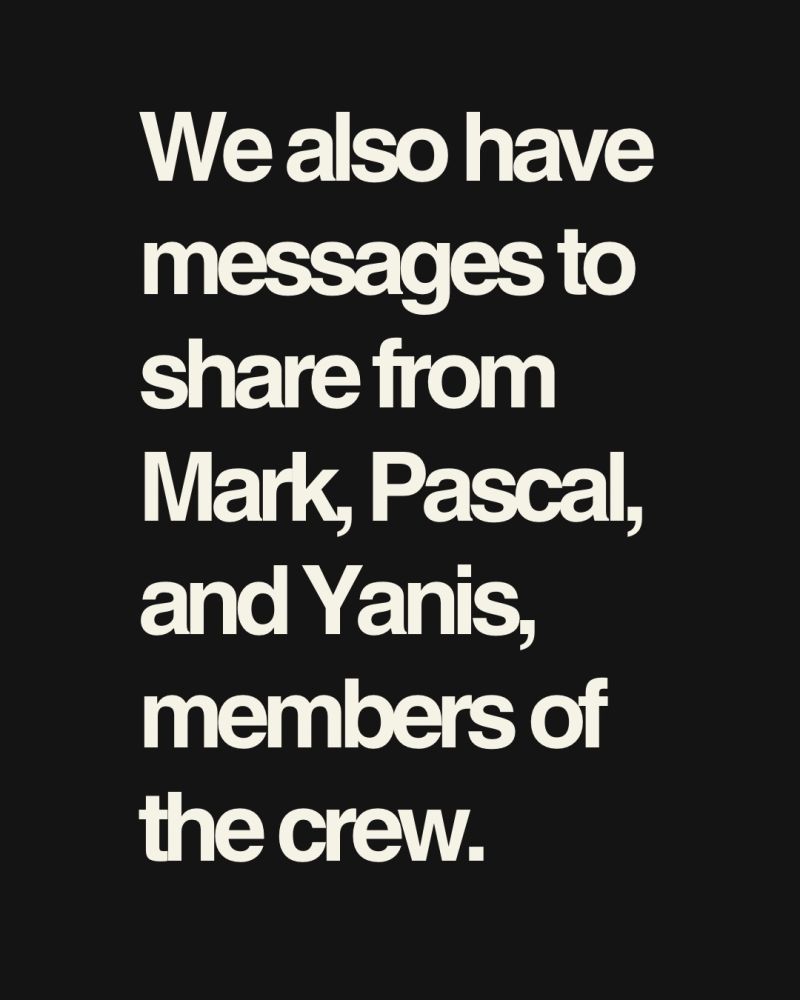 We also have
messages to
share from
Mark, Pascal,
and Yanis,
members of
the crew.